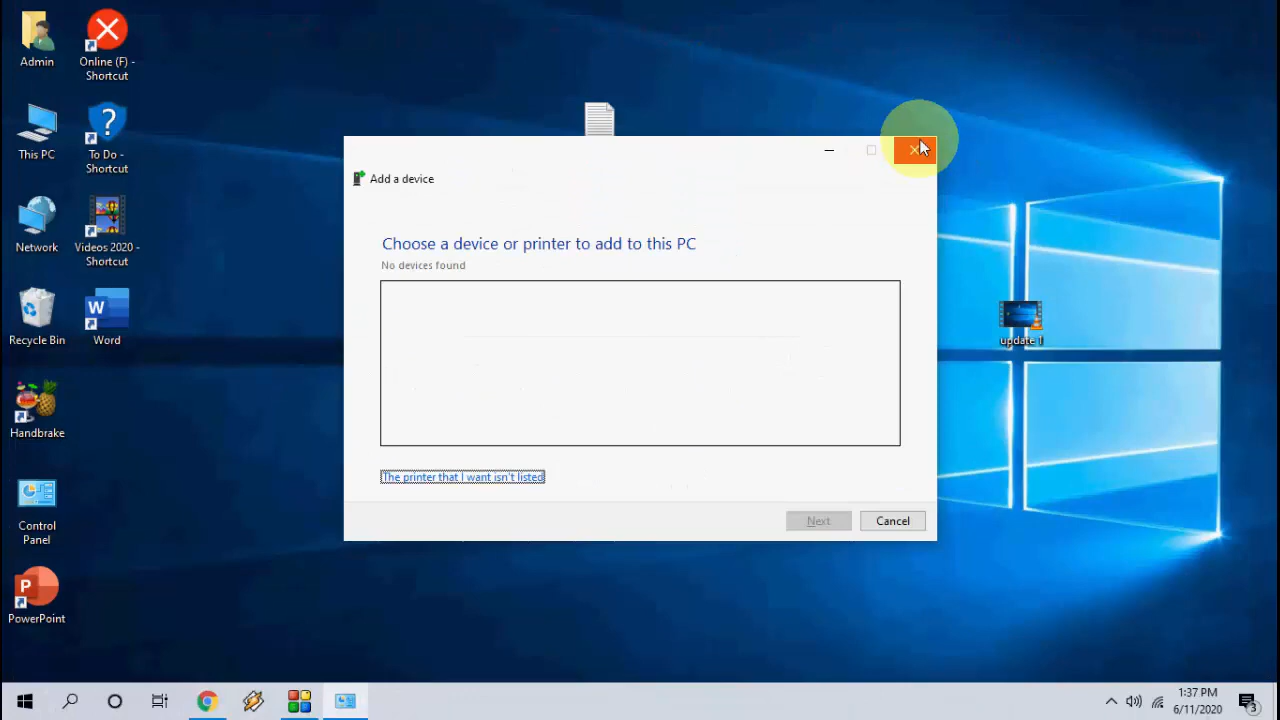 Admin
Online (F) -
Shortcut
This PC
To Do -
Shortcut
Network
Videos 2020 -
Shortcut
Recycle Bin
W
Word
Handbrake
Control
Panel
P
PowerPoint
Add a device
Choose a device or printer to add to this PC
No devices found
The printer that I want isn't listed
Next
Cancel
update 1
1:37 PM
6/11/2020
3